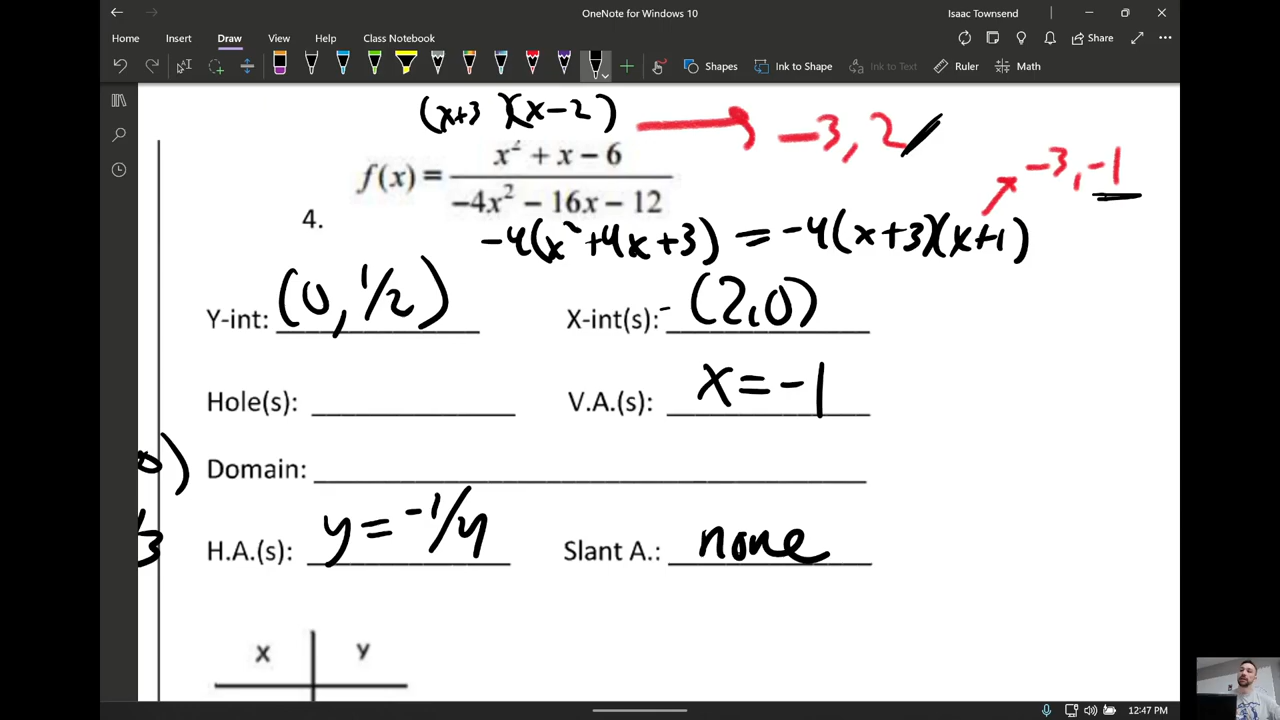 OneNote for Windows 10
Isaac Townsend
Home Insert Draw View Help Class Notebook
Share
Shapes Ink to Shape Ink to Text Ruler Math
(x+3)(x-2) → -3, 2
x² + x − 6
f(x) =
−4x² − 16x − 12
-3, -1
4.
-4(x²+4x+3) = -4(x+3)(x+1)
Y-int: (0, 1/2) X-int(s): (2,0)
Hole(s): V.A.(s): x = -1
Domain:
H.A.(s): y = -1/4 Slant A.: none
x y
12:47 PM